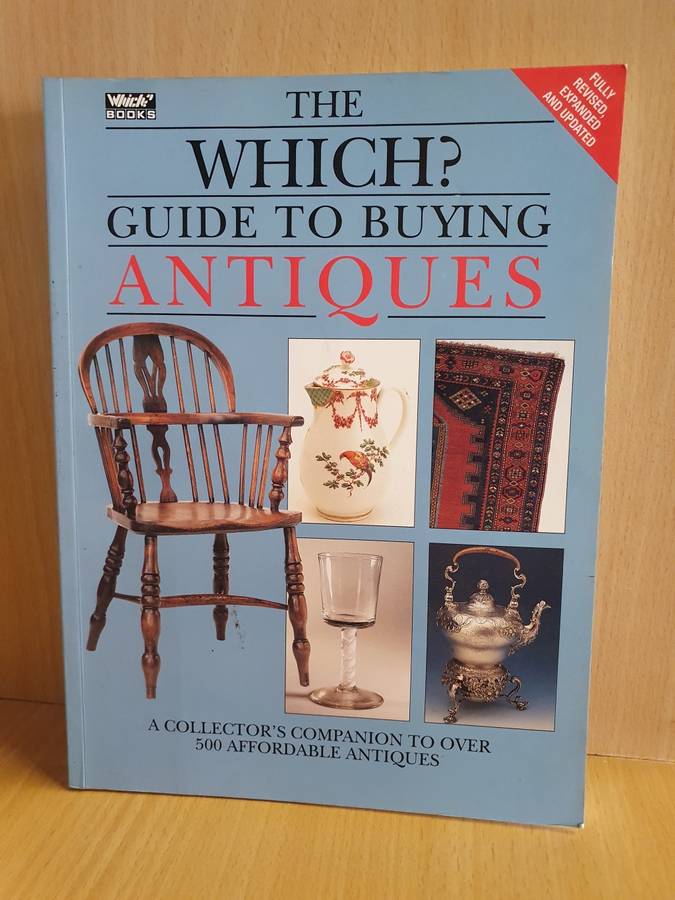 Which?
BOOKS
THE
WHICH?
GUIDE TO BUYING
ANTIQUES
FULLY
REVISED,
EXPANDED
AND UPDATED
A COLLECTOR'S COMPANION TO OVER
500 AFFORDABLE ANTIQUES